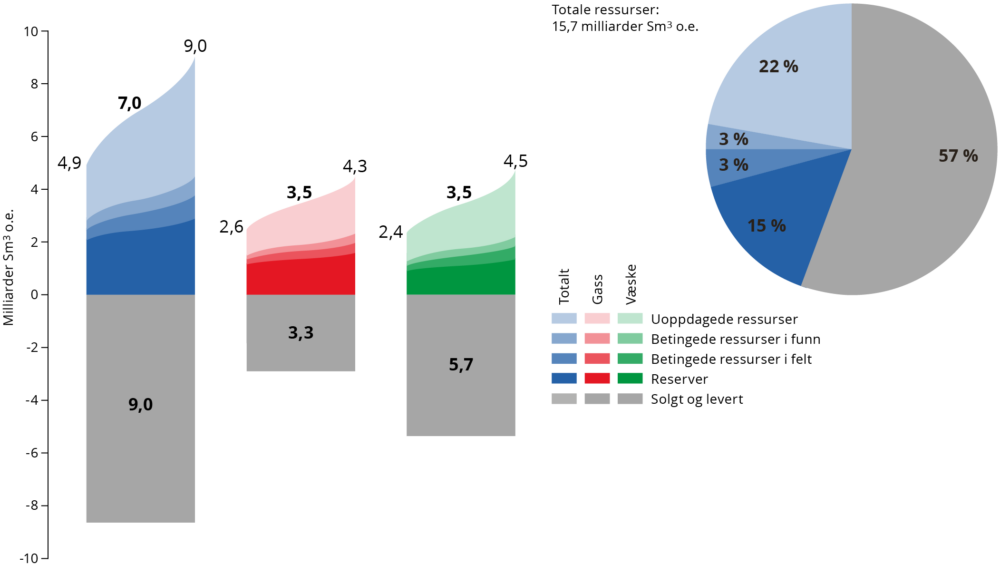 Totale ressurser:
15,7 milliarder Sm³ o.e.
Milliarder Sm³ o.e.
10
8
6
4
2
0
-2
-4
-6
-8
-10
4,9
7,0
9,0
9,0
2,6
3,5
4,3
3,3
2,4
3,5
4,5
5,7
22 %
3 %
3 %
15 %
57 %
Totalt
Gass
Væske
Uoppdagede ressurser
Betingede ressurser i funn
Betingede ressurser i felt
Reserver
Solgt og levert